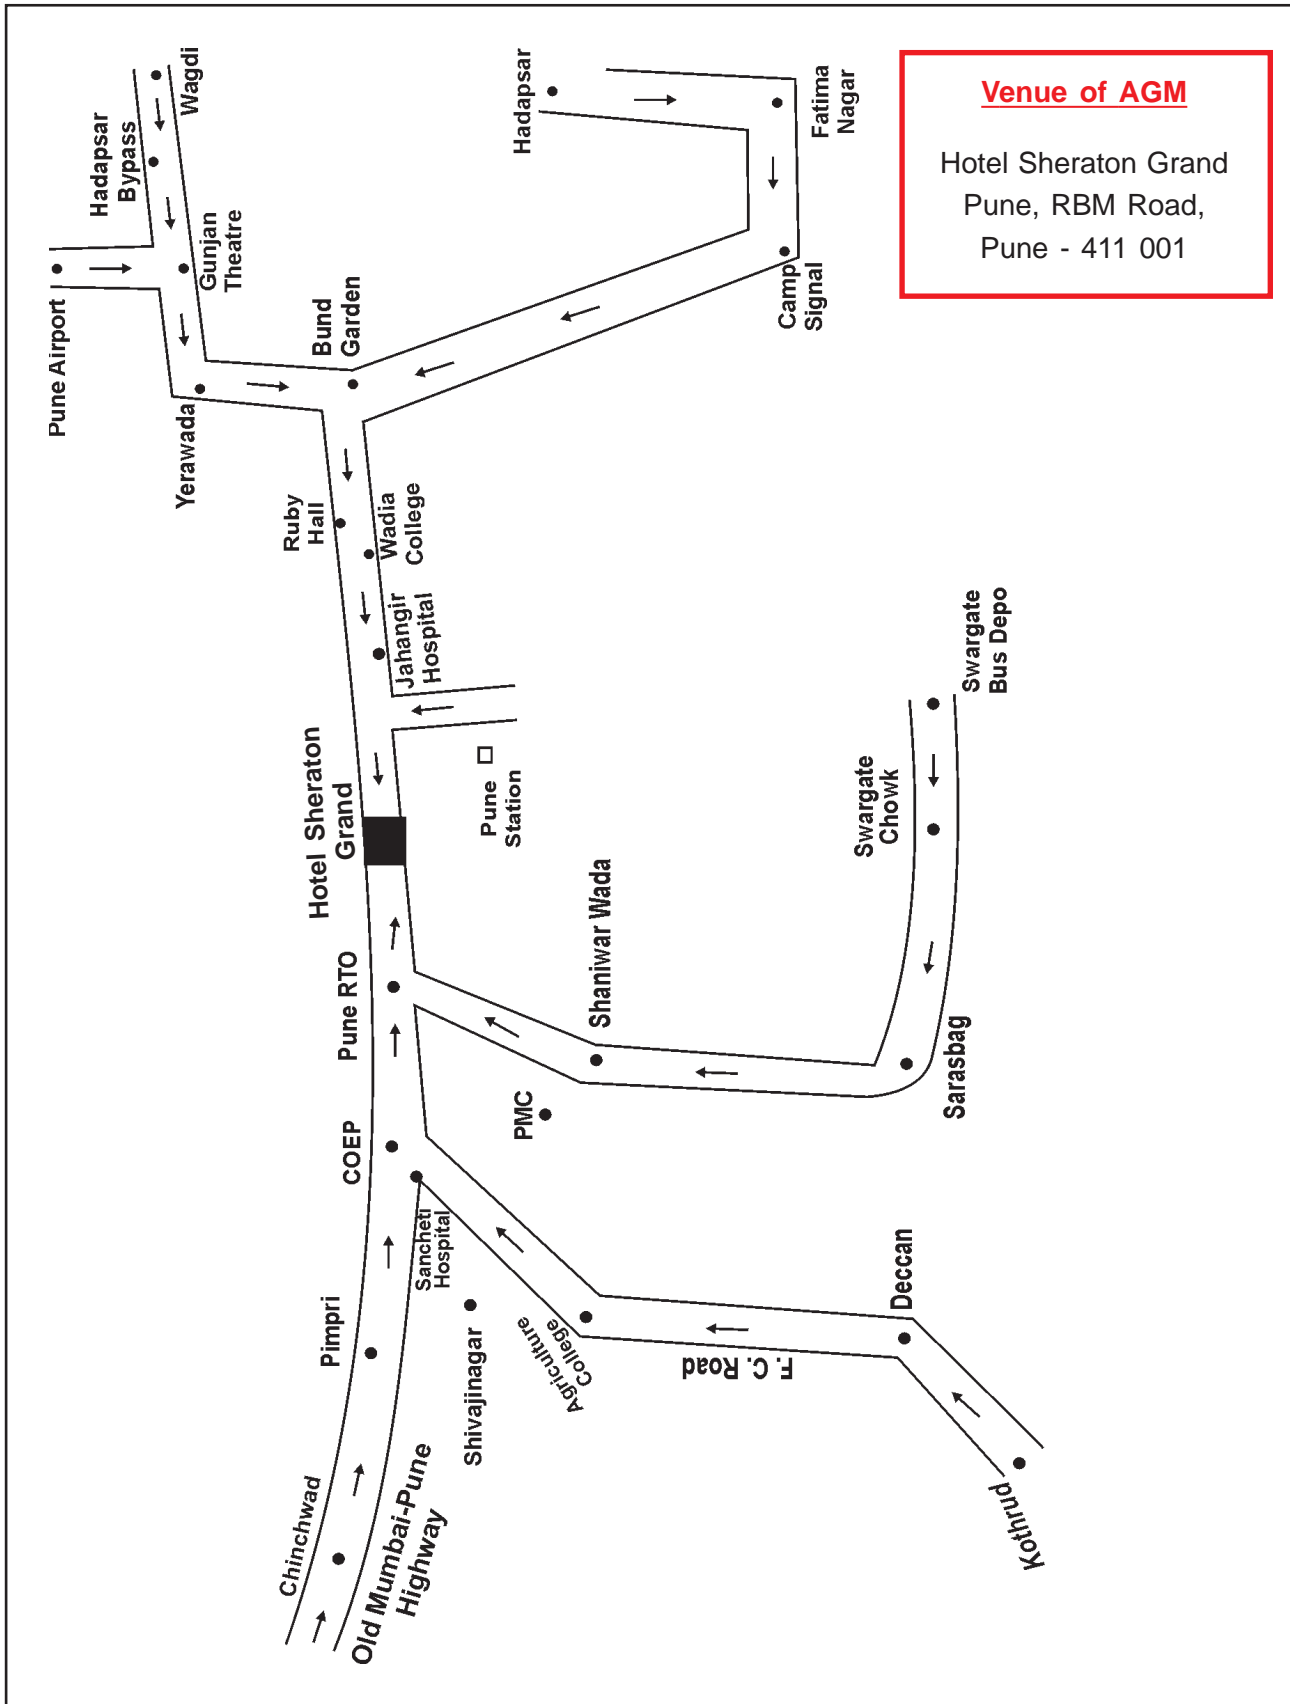 Venue of AGM
Hotel Sheraton Grand
Pune, RBM Road,
Pune - 411 001
Wagdi
Hadapsar
Bypass
Gunjan
Theatre
Pune Airport
Yerawada
Bund
Garden
Hadapsar
Fatima
Nagar
Camp
Signal
Ruby
Hall
Wadia
College
Jahangir
Hospital
Hotel Sheraton
Grand
Pune
Station
Swargate
Bus Depo
Swargate
Chowk
Sarasbag
Shaniwar Wada
PMC
Pune RTO
COEP
Sancheti
Hospital
Shivajinagar
Pimpri
Agriculture
College
F. C. Road
Deccan
Kothrud
Chinchwad
Old Mumbai-Pune
Highway